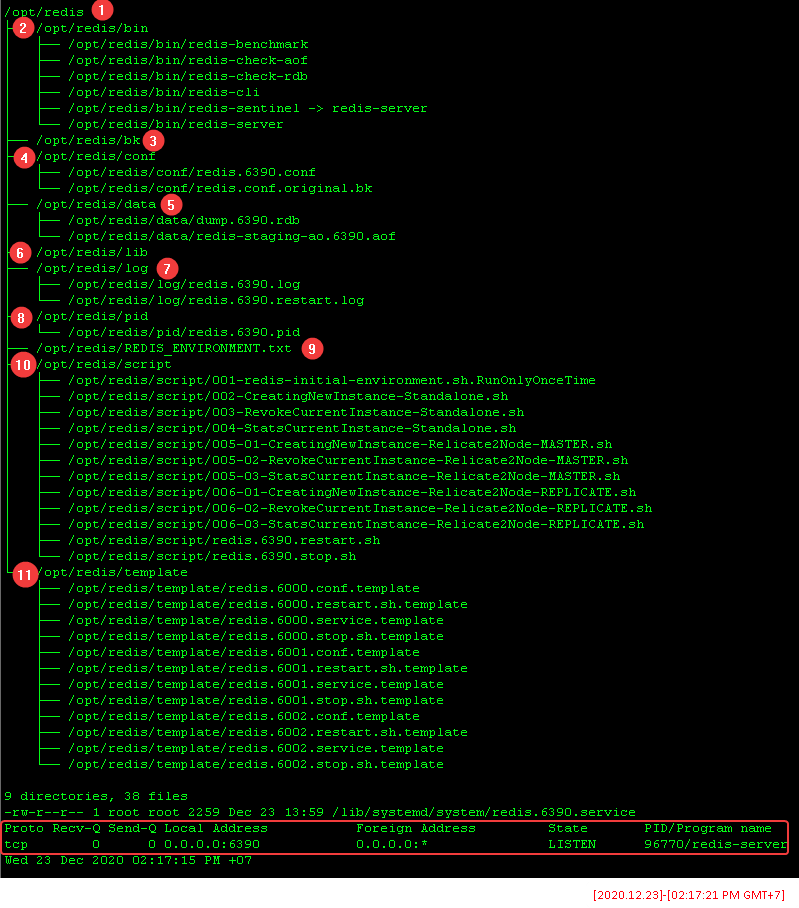 /opt/redis 1
2 /opt/redis/bin
├── /opt/redis/bin/redis-benchmark
├── /opt/redis/bin/redis-check-aof
├── /opt/redis/bin/redis-check-rdb
├── /opt/redis/bin/redis-cli
├── /opt/redis/bin/redis-sentinel -> redis-server
└── /opt/redis/bin/redis-server
├── /opt/redis/bk 3
4 /opt/redis/conf
├── /opt/redis/conf/redis.6390.conf
└── /opt/redis/conf/redis.conf.original.bk
├── /opt/redis/data 5
├── /opt/redis/data/dump.6390.rdb
└── /opt/redis/data/redis-staging-ao.6390.aof
6 /opt/redis/lib
├── /opt/redis/log 7
├── /opt/redis/log/redis.6390.log
└── /opt/redis/log/redis.6390.restart.log
8 /opt/redis/pid
└── /opt/redis/pid/redis.6390.pid
├── /opt/redis/REDIS_ENVIRONMENT.txt 9
10 /opt/redis/script
├── /opt/redis/script/001-redis-initial-environment.sh.RunOnlyOnceTime
├── /opt/redis/script/002-CreatingNewInstance-Standalone.sh
├── /opt/redis/script/003-RevokeCurrentInstance-Standalone.sh
├── /opt/redis/script/004-StatsCurrentInstance-Standalone.sh
├── /opt/redis/script/005-01-CreatingNewInstance-Relicate2Node-MASTER.sh
├── /opt/redis/script/005-02-RevokeCurrentInstance-Relicate2Node-MASTER.sh
├── /opt/redis/script/005-03-StatsCurrentInstance-Relicate2Node-MASTER.sh
├── /opt/redis/script/006-01-CreatingNewInstance-Relicate2Node-REPLICATE.sh
├── /opt/redis/script/006-02-RevokeCurrentInstance-Relicate2Node-REPLICATE.sh
├── /opt/redis/script/006-03-StatsCurrentInstance-Relicate2Node-REPLICATE.sh
├── /opt/redis/script/redis.6390.restart.sh
└── /opt/redis/script/redis.6390.stop.sh
11 /opt/redis/template
├── /opt/redis/template/redis.6000.conf.template
├── /opt/redis/template/redis.6000.restart.sh.template
├── /opt/redis/template/redis.6000.service.template
├── /opt/redis/template/redis.6000.stop.sh.template
├── /opt/redis/template/redis.6001.conf.template
├── /opt/redis/template/redis.6001.restart.sh.template
├── /opt/redis/template/redis.6001.service.template
├── /opt/redis/template/redis.6001.stop.sh.template
├── /opt/redis/template/redis.6002.conf.template
├── /opt/redis/template/redis.6002.restart.sh.template
├── /opt/redis/template/redis.6002.service.template
└── /opt/redis/template/redis.6002.stop.sh.template
9 directories, 38 files
-rw-r--r-- 1 root root 2259 Dec 23 13:59 /lib/systemd/system/redis.6390.service
Proto Recv-Q Send-Q Local Address Foreign Address State PID/Program name
tcp 0 0 0.0.0.0:6390 0.0.0.0:* LISTEN 96770/redis-server
Wed 23 Dec 2020 02:17:15 PM +07
[2020.12.23]-[02:17:21 PM GMT+7]